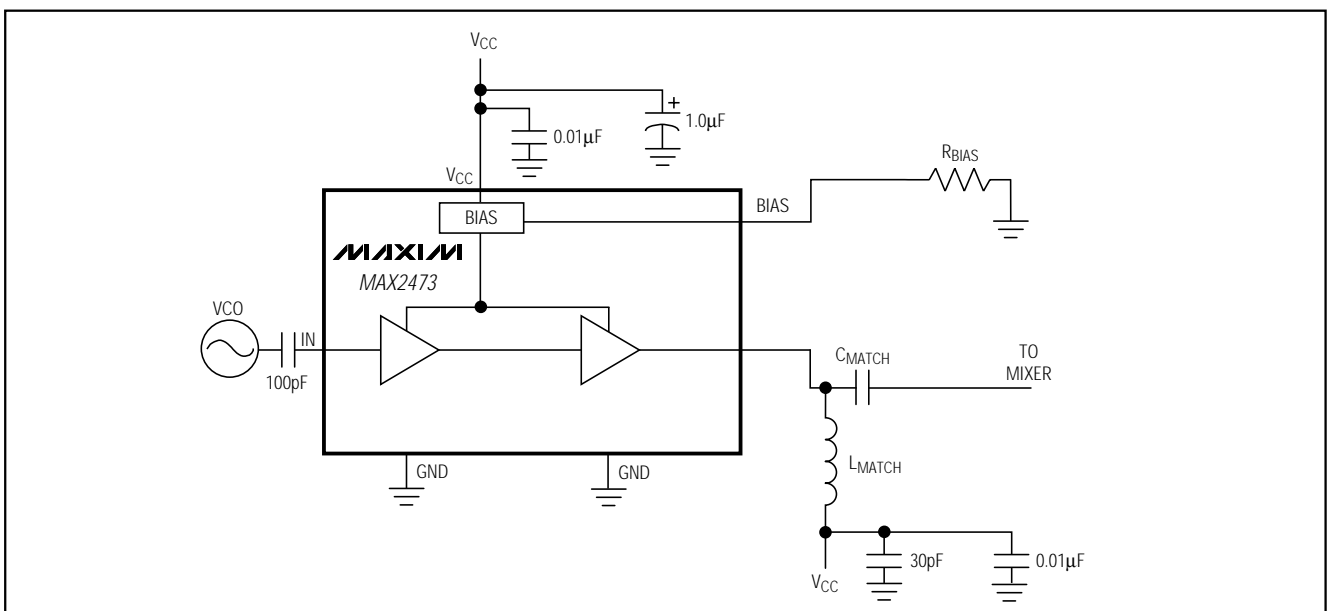 VCC
+
1.0µF
0.01µF
RBIAS
VCC
BIAS
BIAS
MAXIM
MAX2473
VCO
IN
100pF
CMATCH
TO
MIXER
LMATCH
GND
GND
30pF
0.01µF
VCC